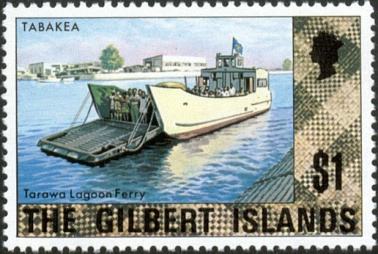 TABAKEA
Tarawa Lagoon Ferry
$1
THE GILBERT ISLANDS